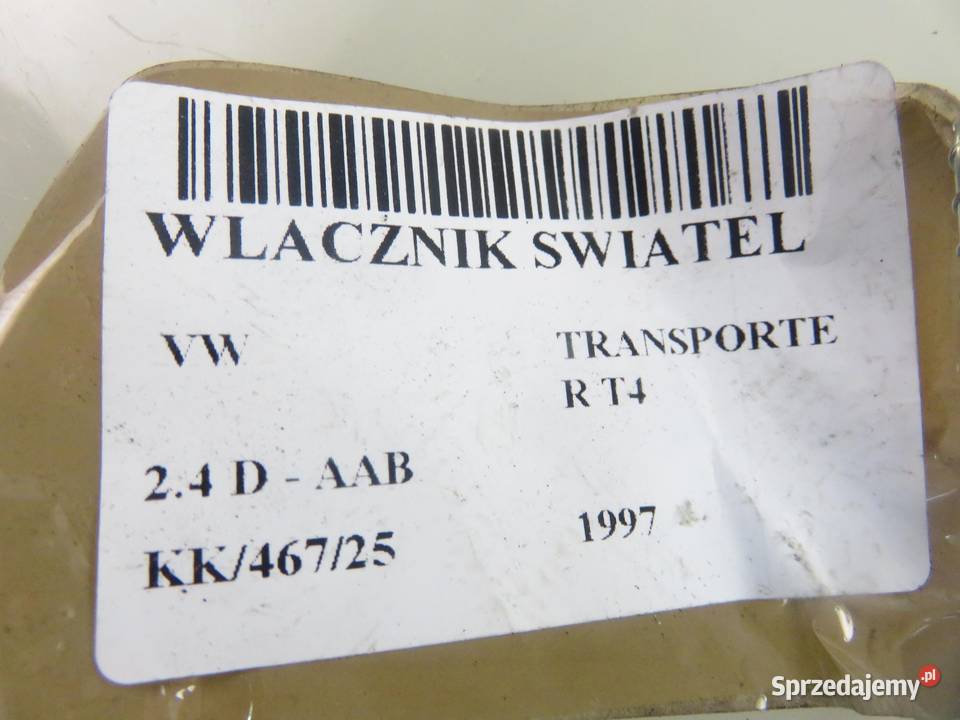 WLACZNIK SWIATEL
VW
TRANSPORTE
R T4
2.4 D - AAB
1997
KK/467/25
Sprzedajemy.pl